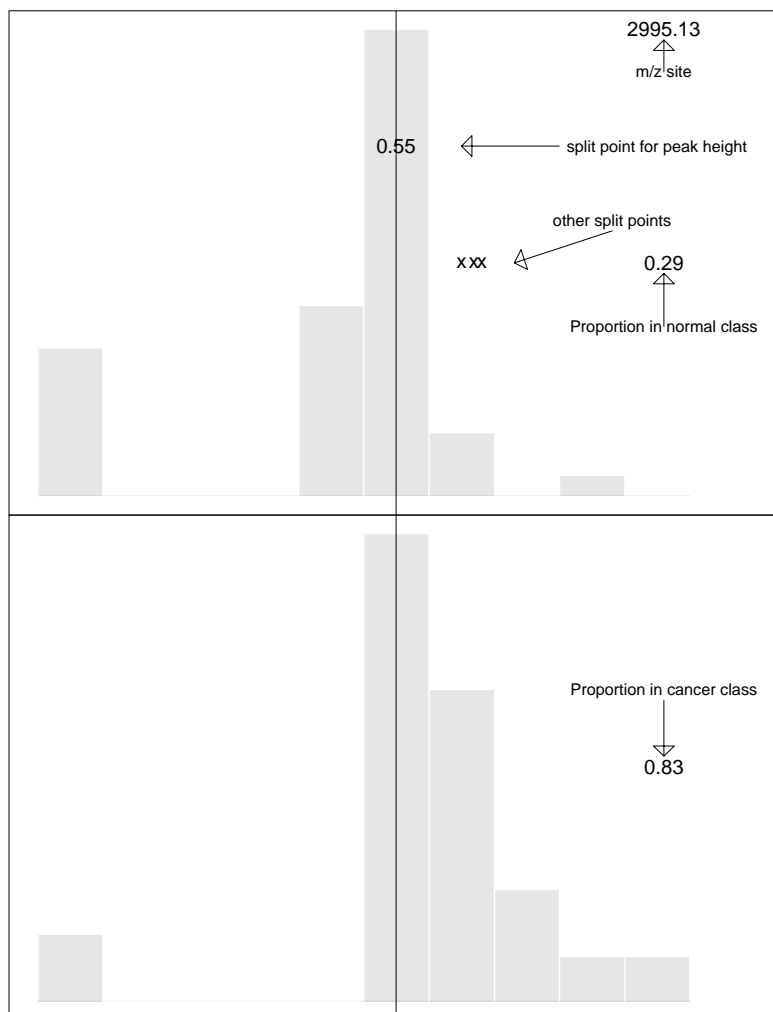 2995.13
m/z site
0.55
split point for peak height
other split points
x xx
0.29
Proportion in normal class
Proportion in cancer class
0.83